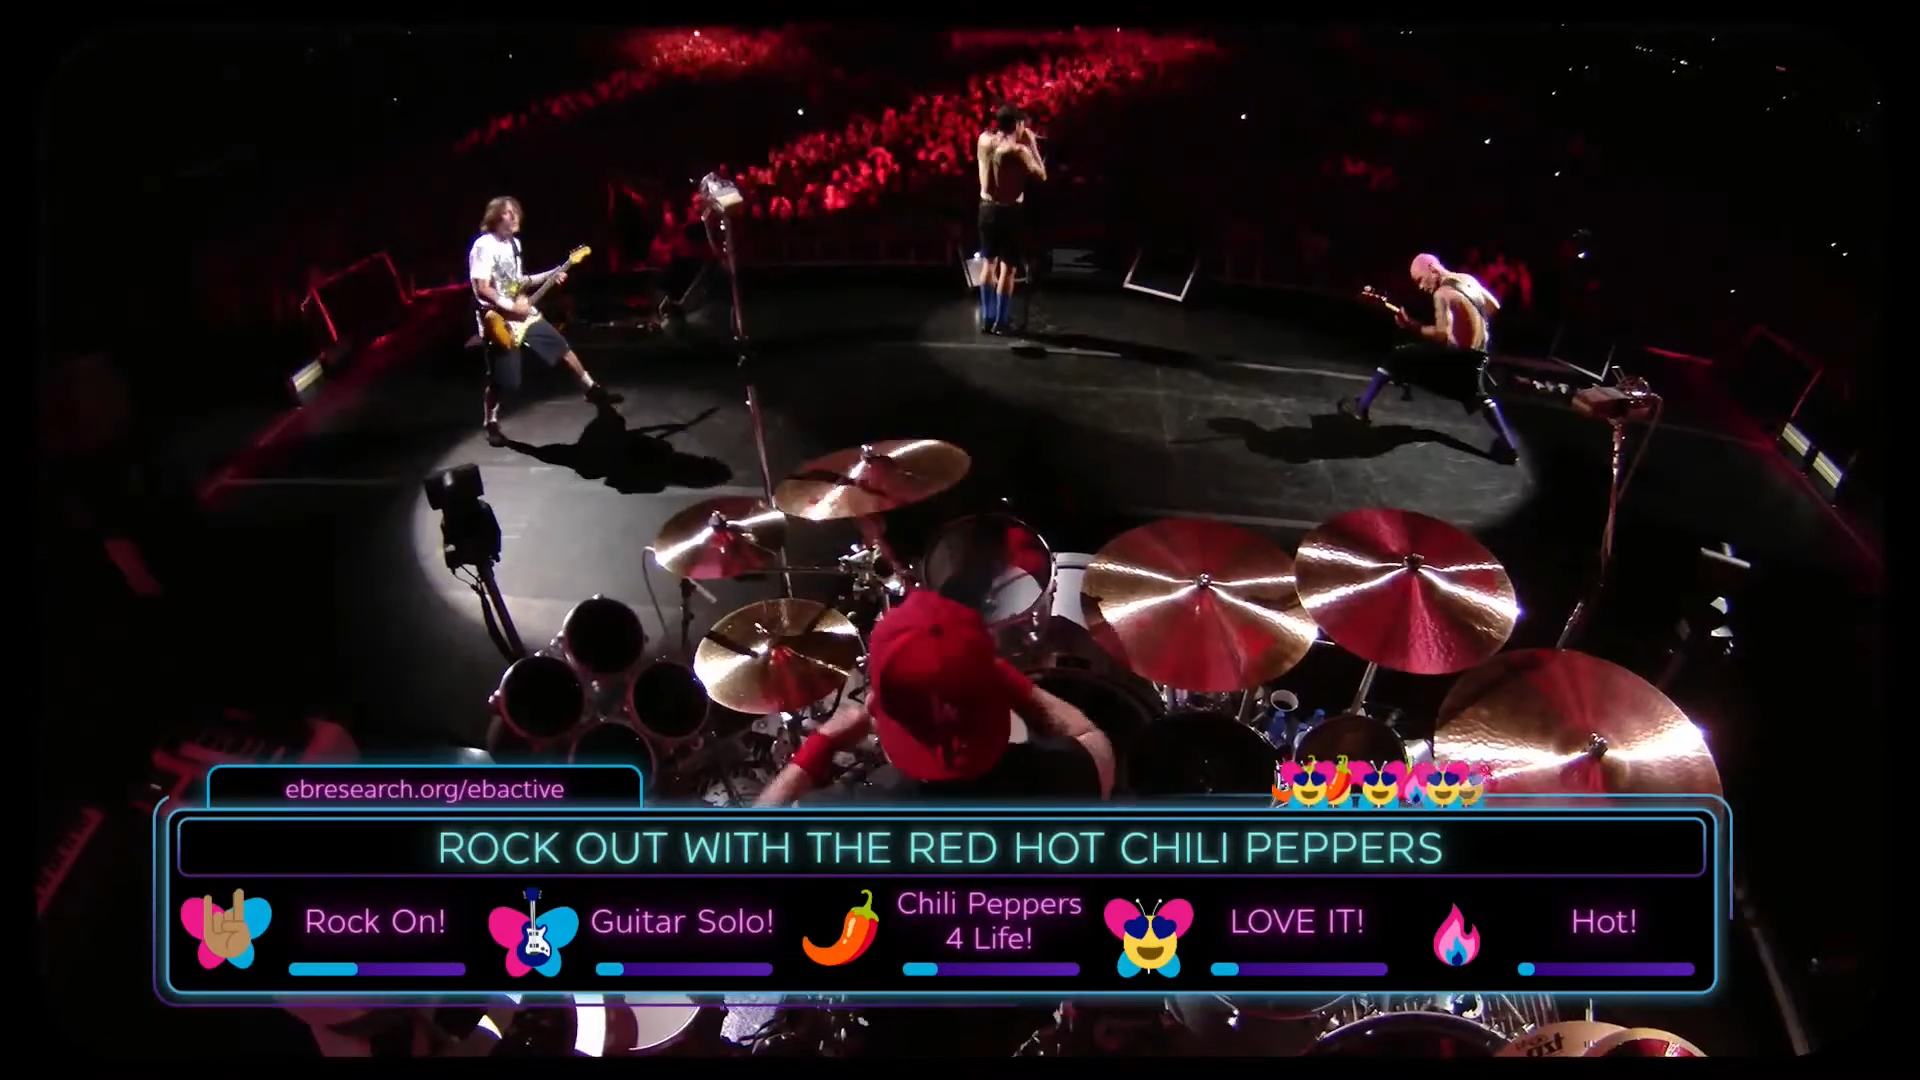 ebresearch.org/ebactive
ROCK OUT WITH THE RED HOT CHILI PEPPERS
Rock On!
Guitar Solo!
Chili Peppers
4 Life!
LOVE IT!
Hot!